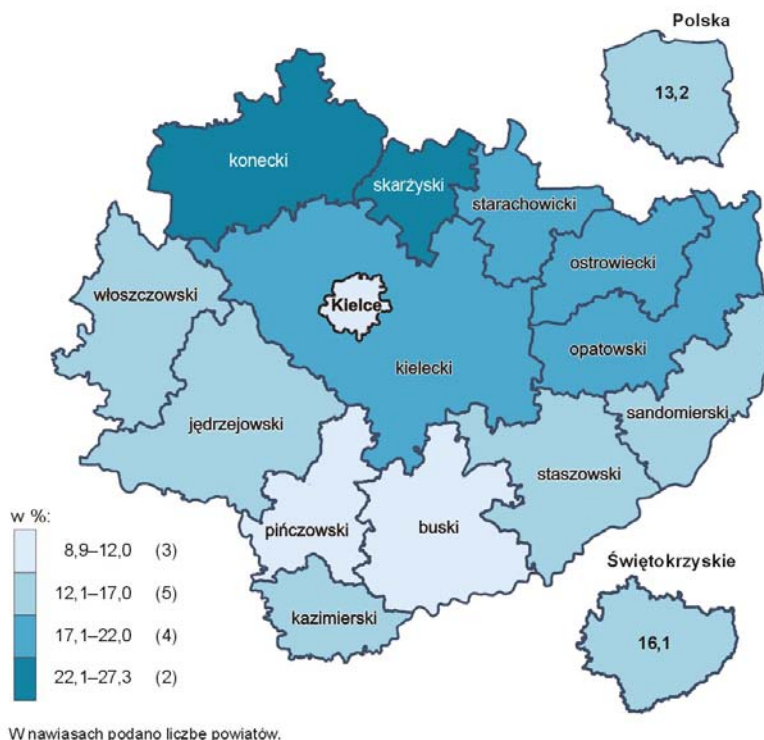 Polska
13,2
konecki
skarżyski
starachowicki
ostrowiecki
włoszczowski
Kielce
opatowski
kielecki
sandomierski
jędrzejowski
staszowski
w %:
pińczowski
buski
8,9–12,0 (3)
Świętokrzyskie
12,1–17,0 (5)
kazimierski
17,1–22,0 (4)
16,1
22,1–27,3 (2)
W nawiasach podano liczbę powiatów.